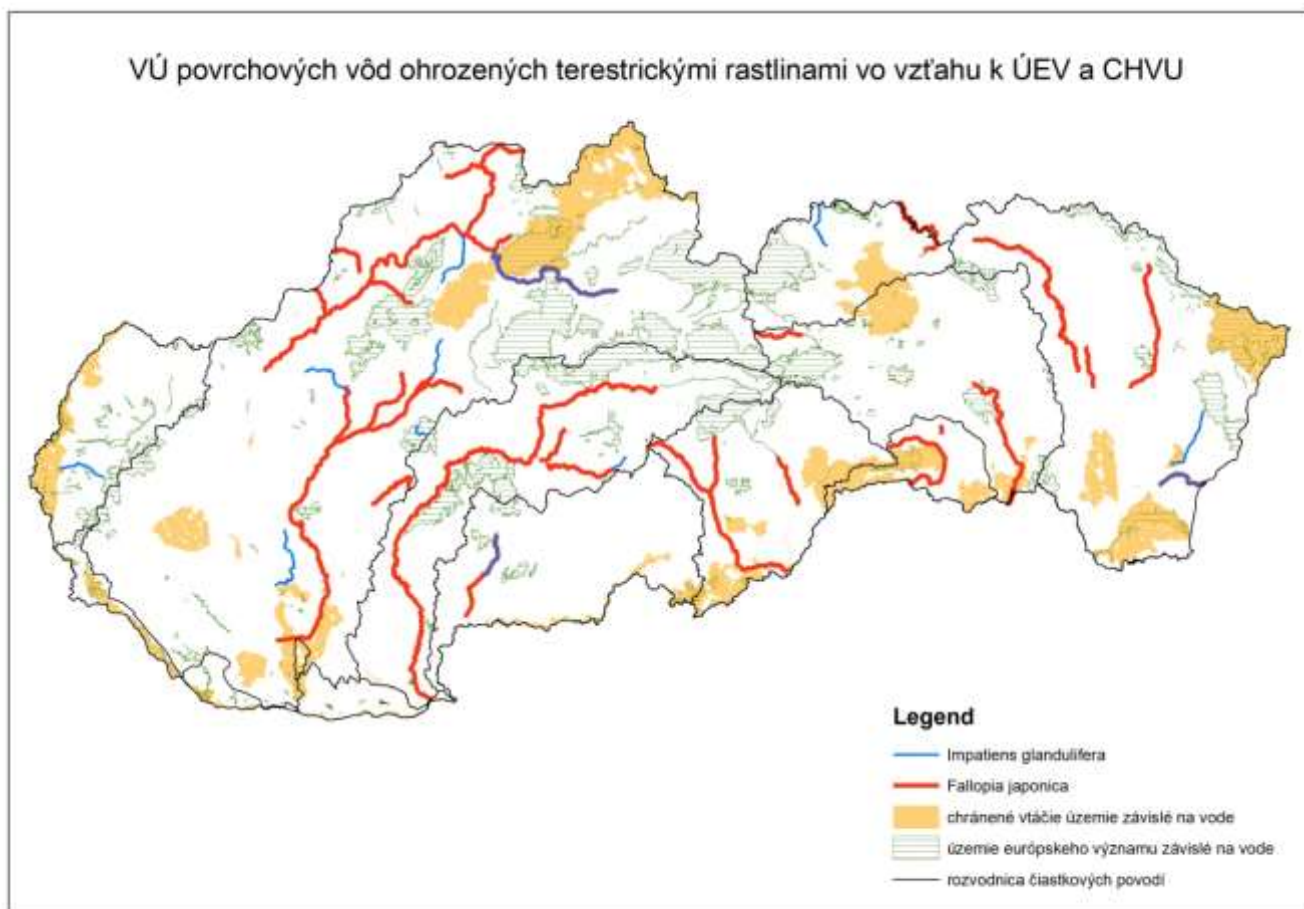 VÚ povrchových vôd ohrozených terestrickými rastlinami vo vzťahu k ÚEV a CHVU
Legend
Impatiens glandulifera
Fallopia japonica
chránené vtáčie územie závislé na vode
územie európskeho významu závislé na vode
rozvodnica čiastkových povodí